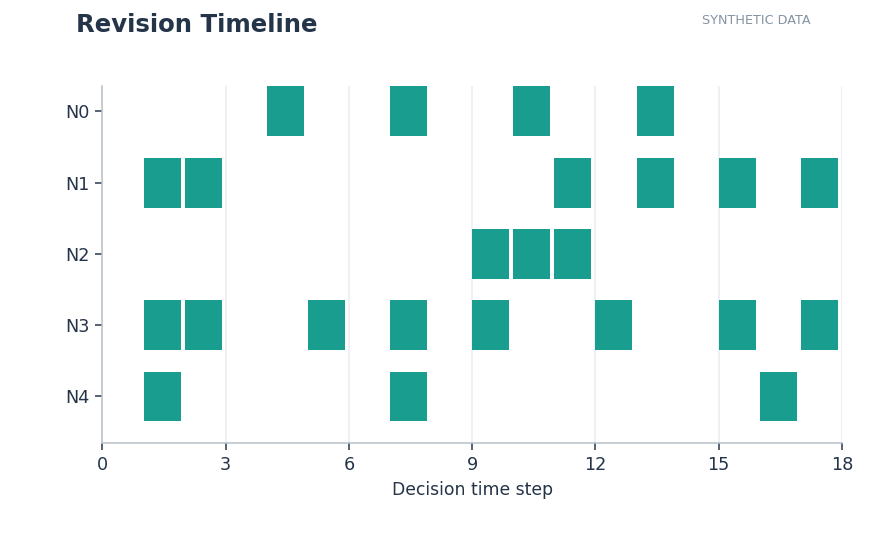 Revision Timeline
SYNTHETIC DATA
N0
N1
N2
N3
N4
0 3 6 9 12 15 18
Decision time step